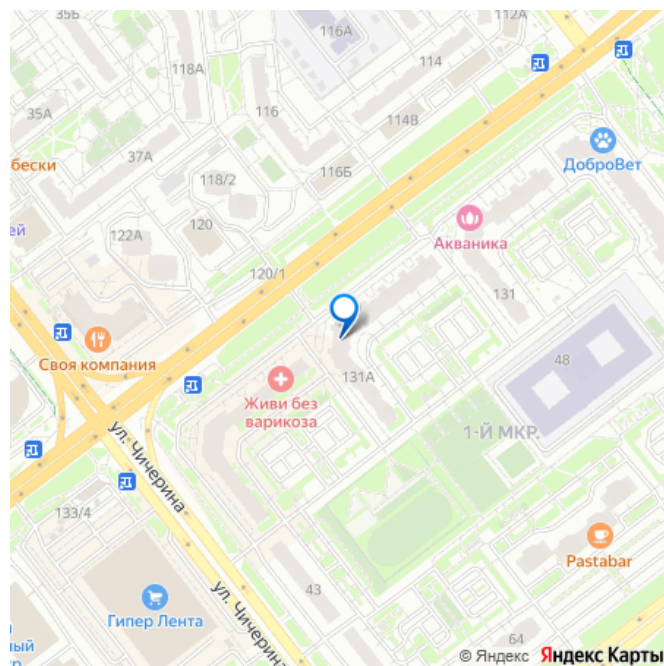 35Б
116А
112А
118А
114
35А
116
114В
бески
37А
116Б
ДоброВет
118/2
ей
120
122А
Акваника
120/1
131
Своя компания
48
131А
Живи без
варикоза
1-Й МКР.
ул. Чичерина
133/4
Pastabar
43
Гипер Лента
ул. Чичерина
ный
р
64
© Яндекс Яндекс Карты